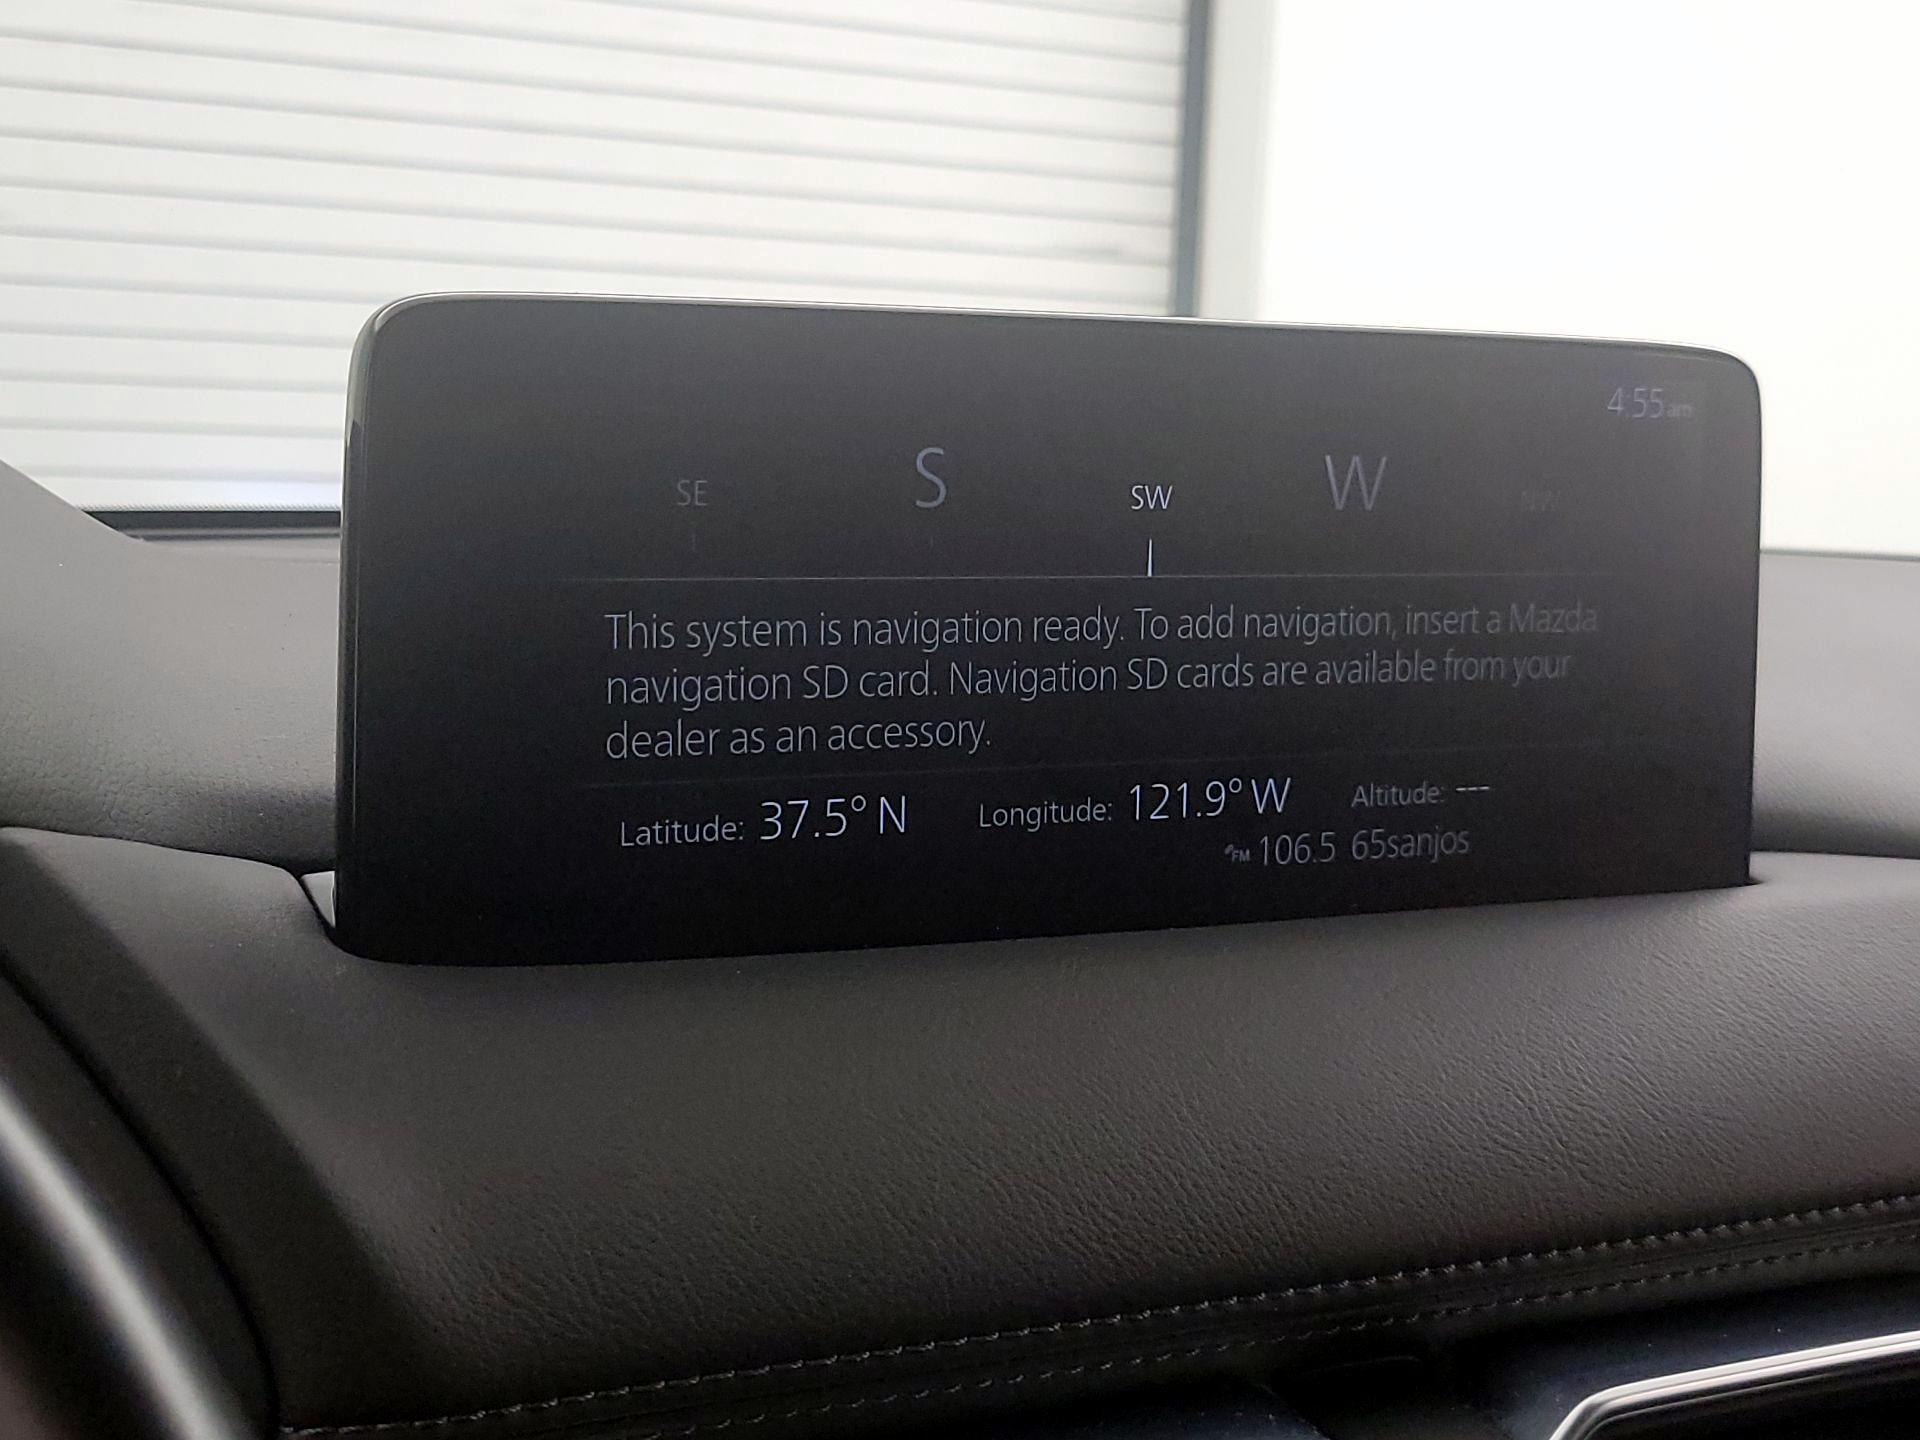 4:55am
SE S SW W NW
This system is navigation ready. To add navigation, insert a Mazda
navigation SD card. Navigation SD cards are available from your
dealer as an accessory.
Latitude: 37.5° N Longitude: 121.9° W Altitude: ---
FM 106.5 65sanjos